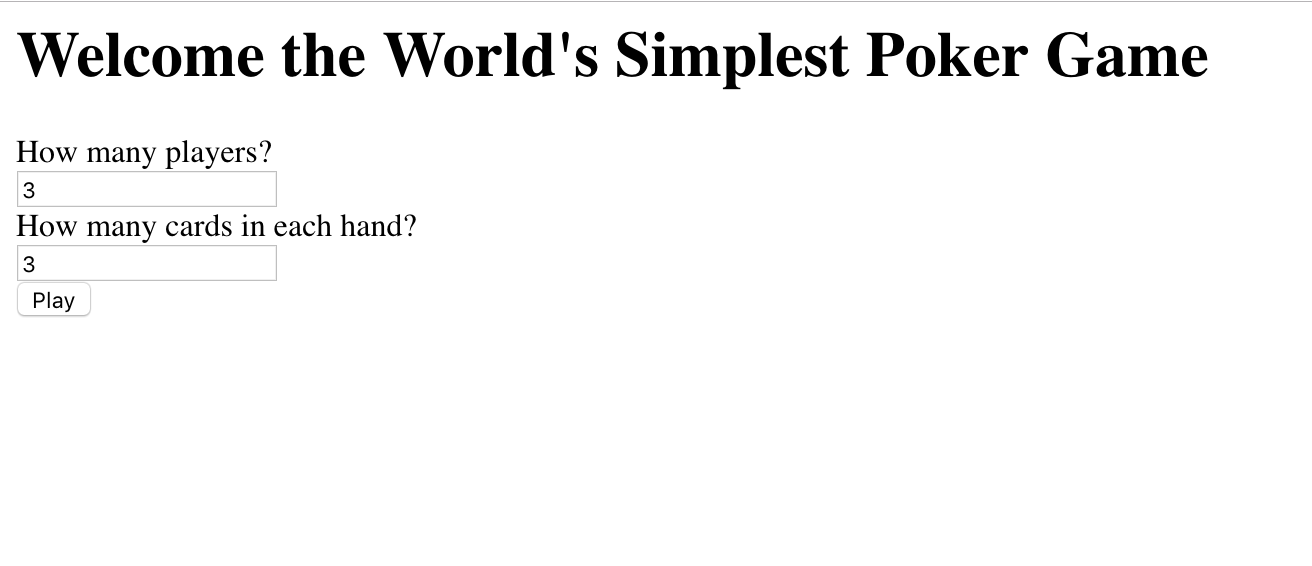 Welcome the World's Simplest Poker Game
How many players?
3
How many cards in each hand?
3
Play